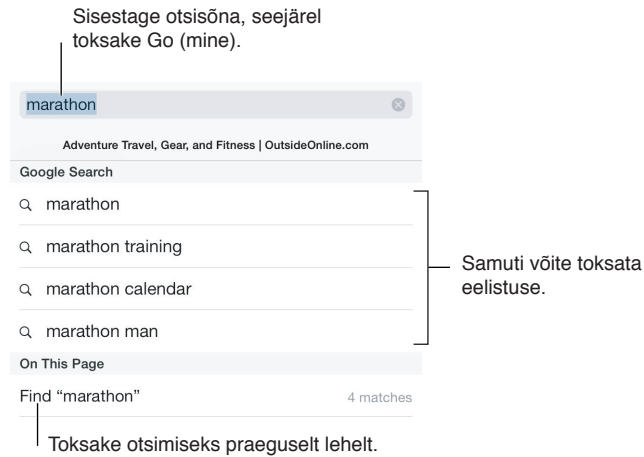 Sisestage otsisõna, seejärel
toksake Go (mine).
marathon
Adventure Travel, Gear, and Fitness | OutsideOnline.com
Google Search
marathon
marathon training
marathon calendar
marathon man
Samuti võite toksata
eelistuse.
On This Page
Find “marathon”
4 matches
Toksake otsimiseks praeguselt lehelt.